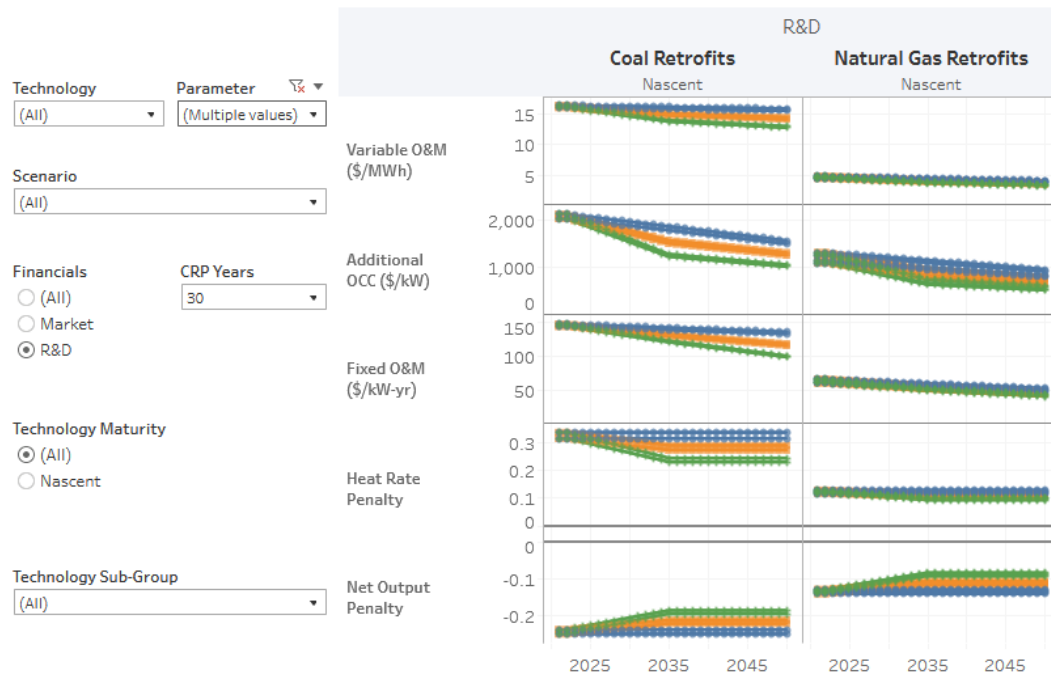 Technology
Parameter
(All)
(Multiple values)
Scenario
(All)
Financials
CRP Years
(All)
30
Market
R&D
Technology Maturity
(All)
Nascent
Technology Sub-Group
(All)
R&D
Coal Retrofits
Natural Gas Retrofits
Nascent
Nascent
Variable O&M
($/MWh)
15
10
5
Additional
OCC ($/kW)
2,000
1,000
0
Fixed O&M
($/kW-yr)
150
100
50
Heat Rate
Penalty
0.3
0.2
0.1
0
Net Output
Penalty
0
-0.1
-0.2
2025 2035 2045
2025 2035 2045